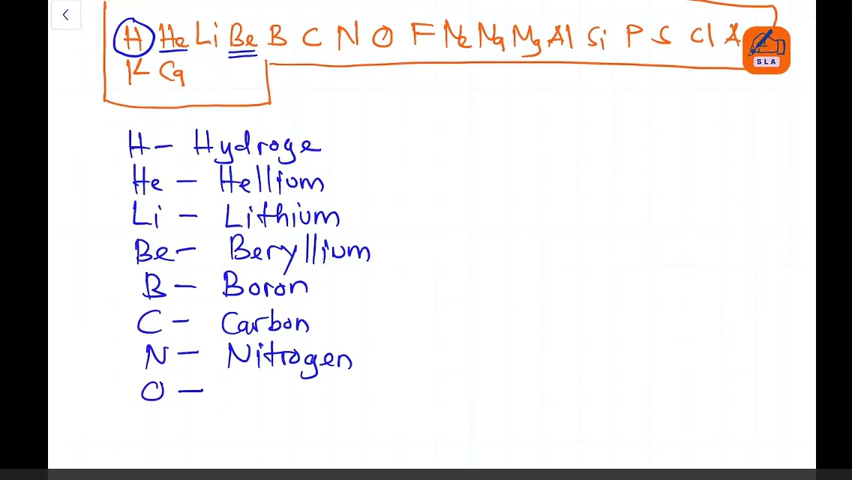 H He Li Be B C N O F Ne Na Mg Al Si P S Cl A
SLA
K Ca
H – Hydroge
He – Hellium
Li – Lithium
Be – Beryllium
B – Boron
C – Carbon
N – Nitrogen
O –